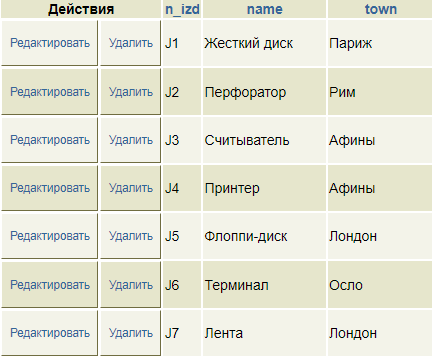 Действия n_izd name town
Редактировать Удалить J1 Жесткий диск Париж
Редактировать Удалить J2 Перфоратор Рим
Редактировать Удалить J3 Считыватель Афины
Редактировать Удалить J4 Принтер Афины
Редактировать Удалить J5 Флоппи-диск Лондон
Редактировать Удалить J6 Терминал Осло
Редактировать Удалить J7 Лента Лондон